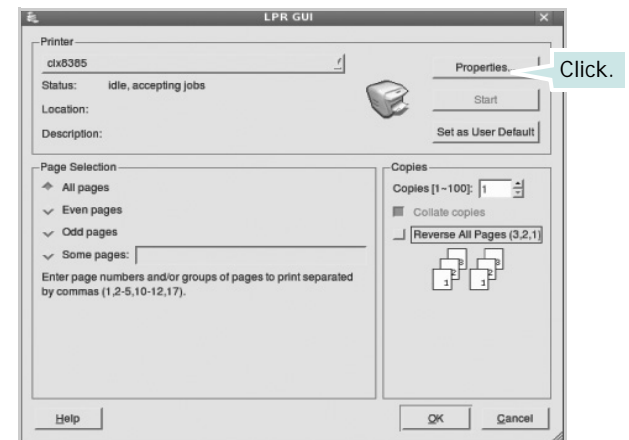 LPR GUI
Printer
clx8385
Properties..
Click.
Status: idle, accepting jobs
Start
Location:
Description:
Set as User Default
Page Selection
All pages
Even pages
Odd pages
Some pages:
Enter page numbers and/or groups of pages to print separated
by commas (1,2-5,10-12,17).
Copies
Copies [1~100]: 1
Collate copies
Reverse All Pages (3,2,1)
3 3
2 2
1 1
Help
OK
Cancel